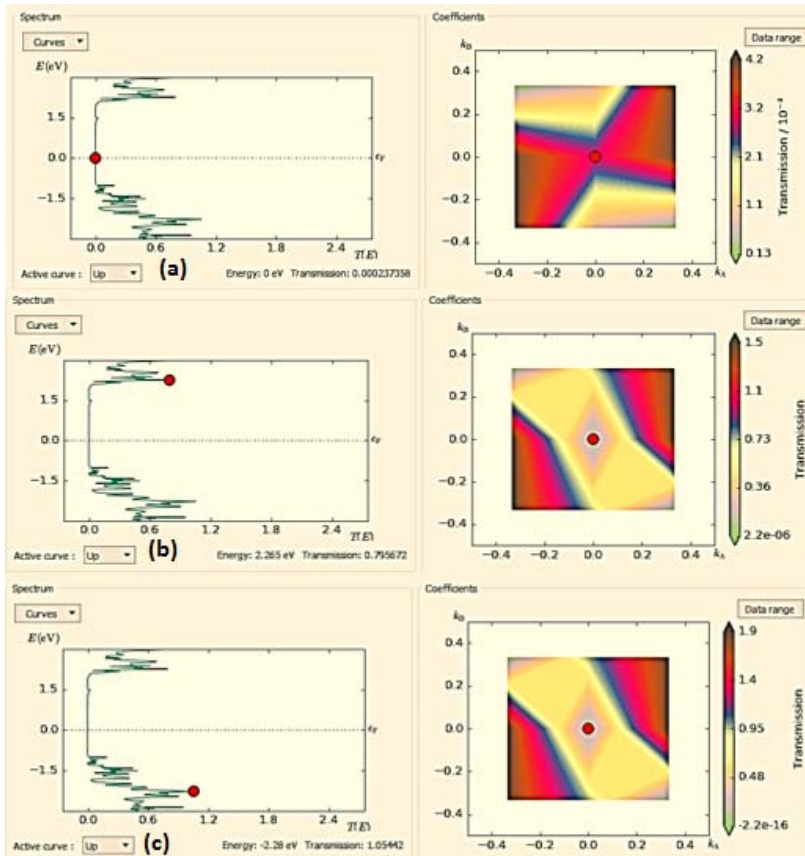 Spectrum
Curves
E(eV)
1.5
0.0
−1.5
εF
0.0 0.6 1.2 1.8 2.4
T(E)
Active curve : Up (a) Energy: 0 eV Transmission: 0.000237358
Coefficients
Data range
kB
0.4
0.2
0.0
−0.2
−0.4
−0.4 −0.2 0.0 0.2 0.4
kA
4.2
3.2
2.1
1.1
0.13
Transmission / 10⁻⁴
Spectrum
Curves
E(eV)
1.5
0.0
−1.5
εF
0.0 0.6 1.2 1.8 2.4
T(E)
Active curve : Up (b) Energy: 2.265 eV Transmission: 0.795672
Coefficients
Data range
kB
0.4
0.2
0.0
−0.2
−0.4
−0.4 −0.2 0.0 0.2 0.4
kA
1.5
1.1
0.73
0.36
2.2e-06
Transmission
Spectrum
Curves
E(eV)
1.5
0.0
−1.5
εF
0.0 0.6 1.2 1.8 2.4
T(E)
Active curve : Up (c) Energy: -2.28 eV Transmission: 1.05442
Coefficients
Data range
kB
0.4
0.2
0.0
−0.2
−0.4
−0.4 −0.2 0.0 0.2 0.4
kA
1.9
1.4
0.95
0.48
-2.2e-16
Transmission